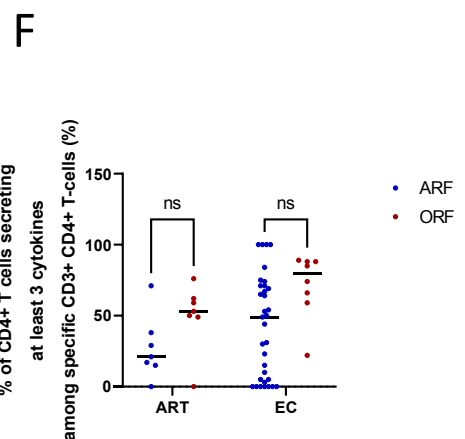 F
% of CD4+ T cells secreting
at least 3 cytokines
among specific CD3+ CD4+ T-cells (%)
150
100
50
0
ns
ns
ART
EC
ARF
ORF